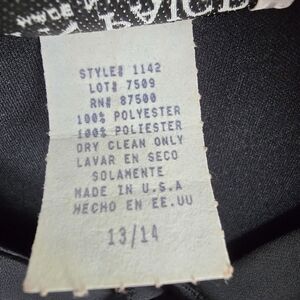 STYLE# 1142
LOT# 7509
RN# 87500
100% POLYESTER
100% POLIESTER
DRY CLEAN ONLY
LAVAR EN SECO
SOLAMENTE
MADE IN U.S.A
HECHO EN EE.UU
13/14